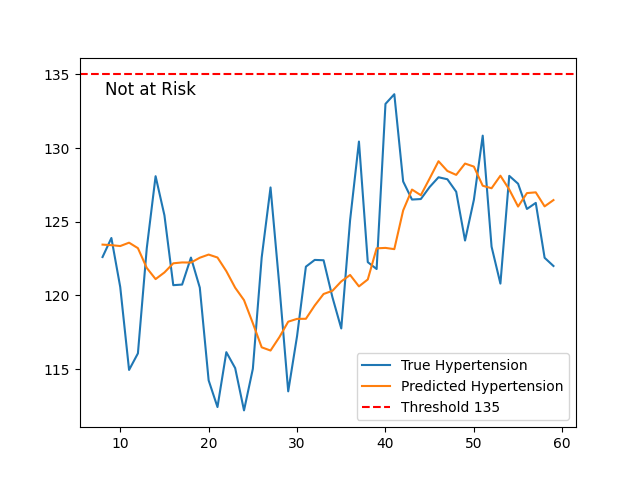 135
Not at Risk
130
125
120
115
True Hypertension
Predicted Hypertension
Threshold 135
10 20 30 40 50 60